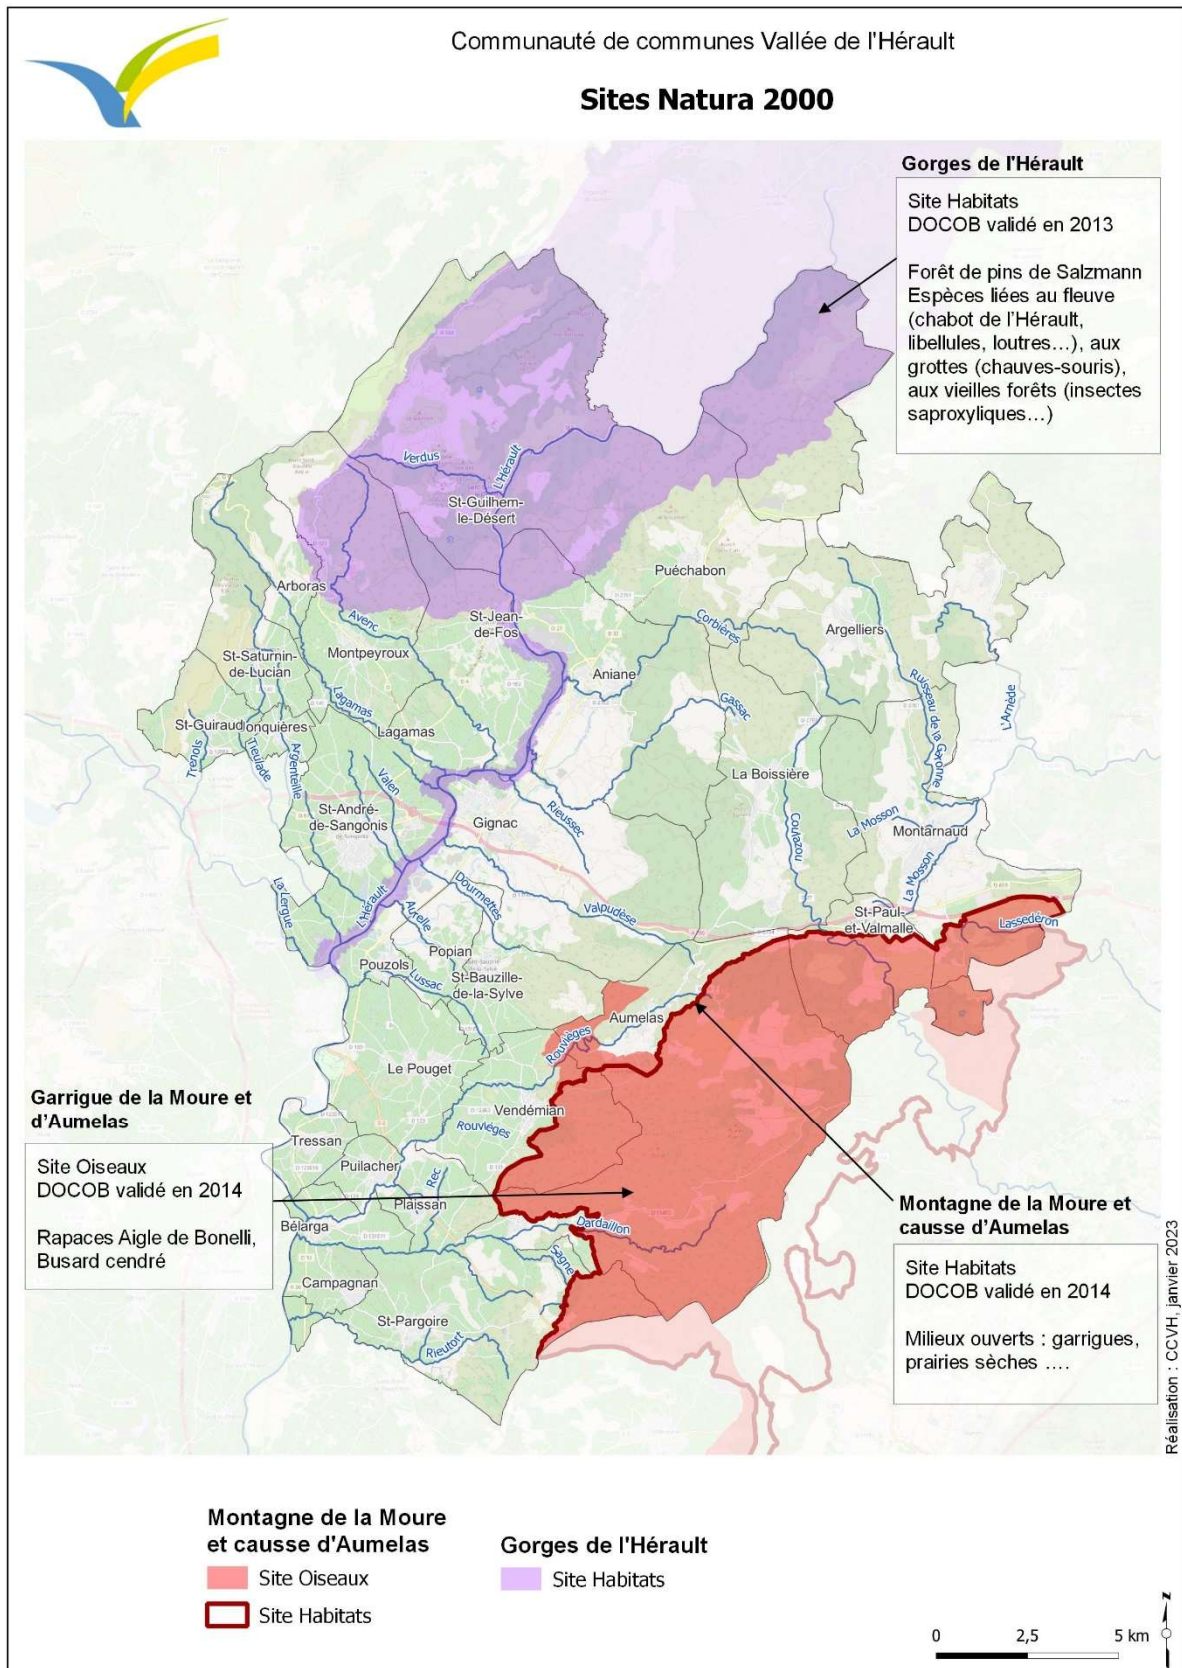 Communauté de communes Vallée de l'Hérault
Sites Natura 2000
Gorges de l'Hérault
Site Habitats
DOCOB validé en 2013
Forêt de pins de Salzmann
Espèces liées au fleuve
(chabot de l'Hérault,
libellules, loutres...), aux
grottes (chauves-souris),
aux vieilles forêts (insectes
saproxyliques...)
Verdus
L'Hérault
St-Guilhem-
le-Désert
Puéchabon
Arboras
Avenc
St-Jean-
de-Fos
Corbières
Argelliers
Montpeyroux
Aniane
St-Saturnin-
de-Lucian
Lagamas
Gassac
Ruisseau de la Garonne
L'Arnède
St-Guiraud
Jonquières
Lagamas
Trenols
Tieulade
Argenteille
Valen
La Boissière
Rieussec
St-André-
de-Sangonis
Gignac
Coutazou
La Mosson
Montarnaud
La Mosson
La Lergue
L'Hérault
Aurelle
Dourmettes
Valpudèse
St-Paul-
et-Valmalle
Lassedéron
Popian
Pouzols
Lussac
St-Bauzille-
de-la-Sylve
Aumelas
Rouvièges
Le Pouget
Garrigue de la Moure et
d'Aumelas
Site Oiseaux
DOCOB validé en 2014
Rapaces Aigle de Bonelli,
Busard cendré
Vendémian
Rouvièges
Tressan
Puilacher
Rec
Plaissan
Bélarga
Dardaillon
Sagne
Campagnan
St-Pargoire
Rieutort
Montagne de la Moure et
causse d'Aumelas
Site Habitats
DOCOB validé en 2014
Milieux ouverts : garrigues,
prairies sèches ....
Réalisation : CCVH, janvier 2023
Montagne de la Moure
et causse d'Aumelas
Site Oiseaux
Site Habitats
Gorges de l'Hérault
Site Habitats
0 2,5 5 km
z